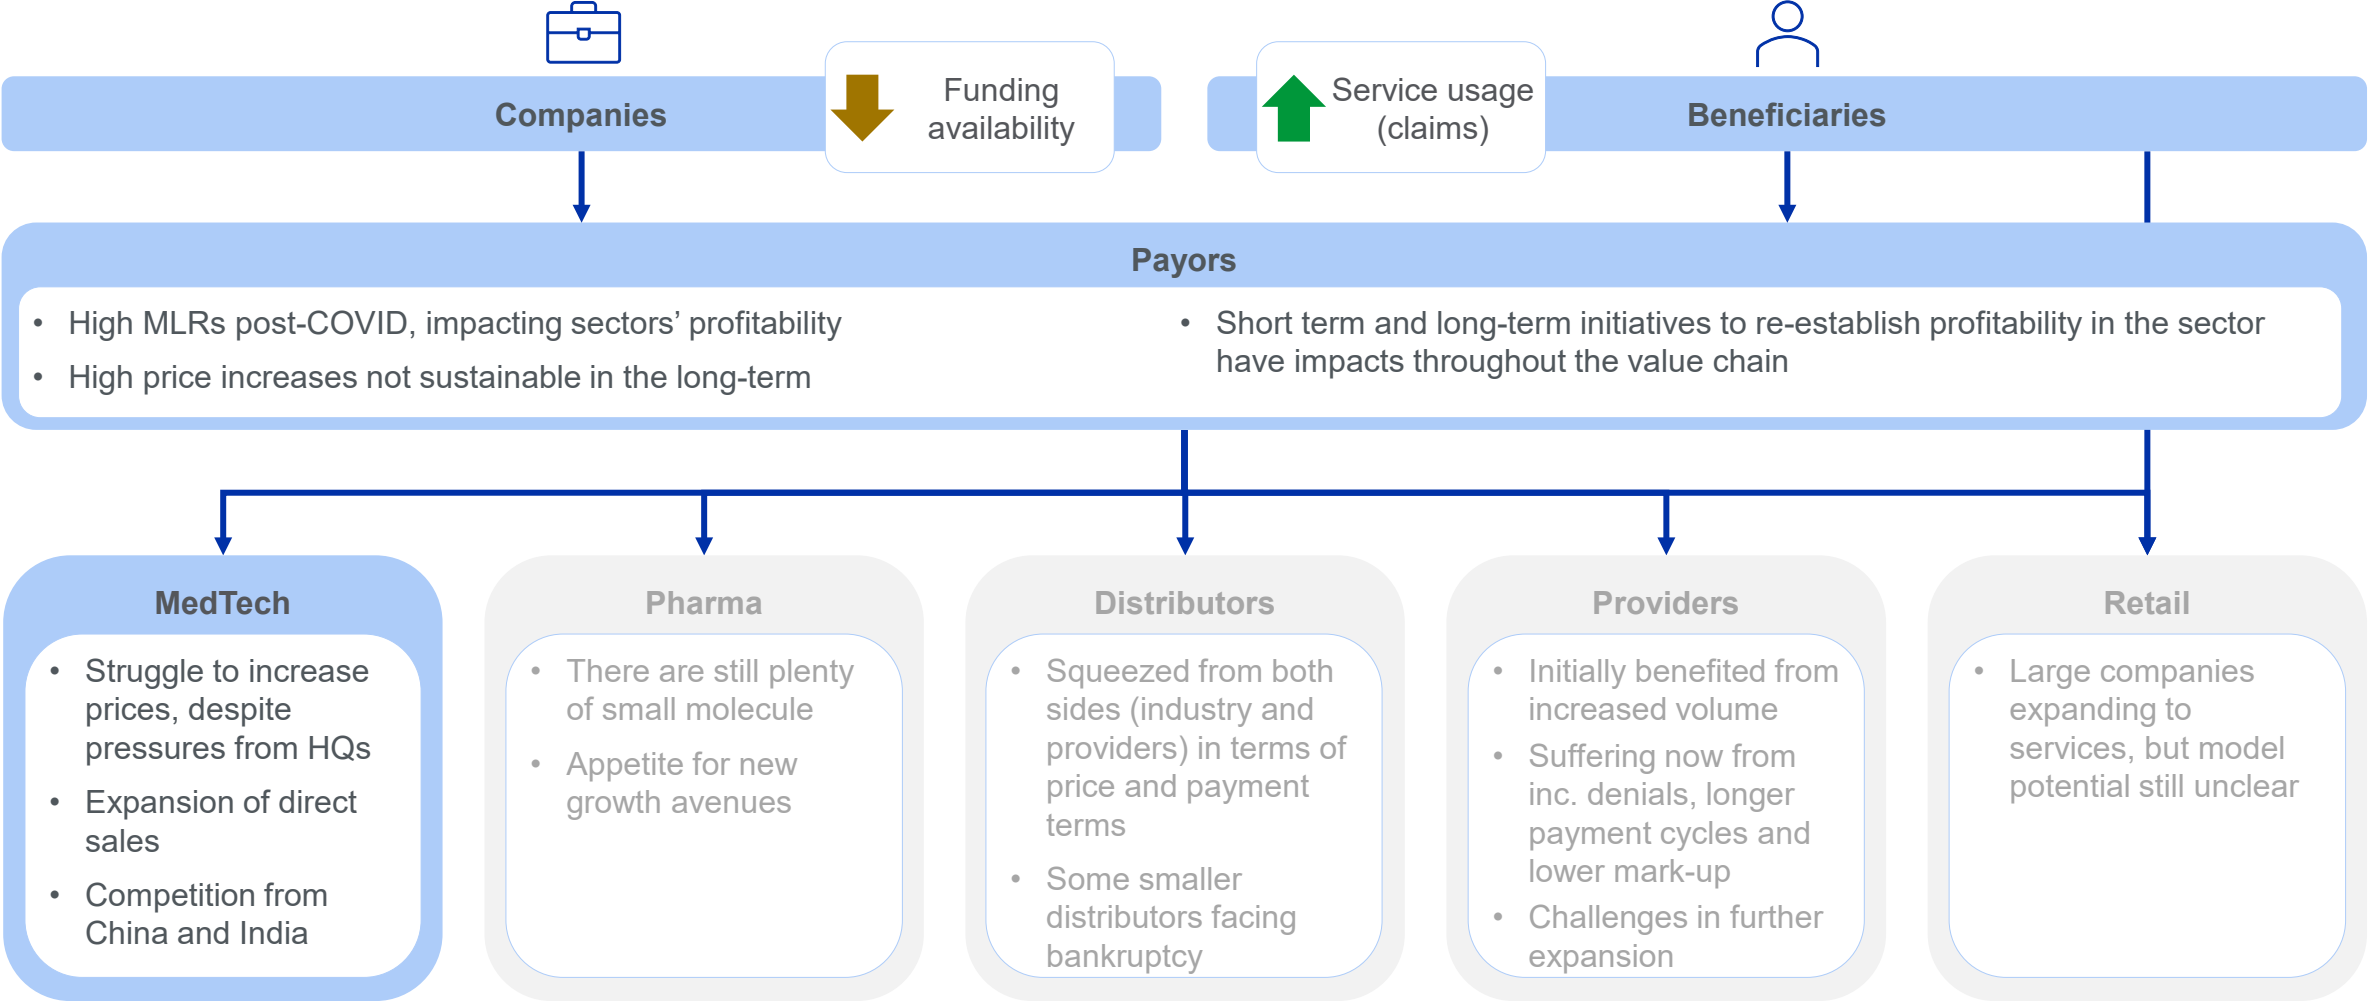 Companies
Funding
availability
Service usage
(claims)
Beneficiaries
Payors
• High MLRs post-COVID, impacting sectors’ profitability
• High price increases not sustainable in the long-term
• Short term and long-term initiatives to re-establish profitability in the sector
have impacts throughout the value chain
MedTech
• Struggle to increase
prices, despite
pressures from HQs
• Expansion of direct
sales
• Competition from
China and India
Pharma
• There are still plenty
of small molecule
• Appetite for new
growth avenues
Distributors
• Squeezed from both
sides (industry and
providers) in terms of
price and payment
terms
• Some smaller
distributors facing
bankruptcy
Providers
• Initially benefited from
increased volume
• Suffering now from
inc. denials, longer
payment cycles and
lower mark-up
• Challenges in further
expansion
Retail
• Large companies
expanding to
services, but model
potential still unclear